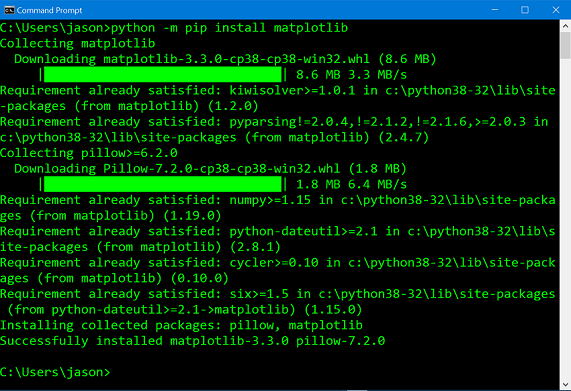 Command Prompt
C:\Users\jason>python -m pip install matplotlib
Collecting matplotlib
  Downloading matplotlib-3.3.0-cp38-cp38-win32.whl (8.6 MB)
     |████████████████████████████████| 8.6 MB 3.3 MB/s
Requirement already satisfied: kiwisolver>=1.0.1 in c:\python38-32\lib\site
-packages (from matplotlib) (1.2.0)
Requirement already satisfied: pyparsing!=2.0.4,!=2.1.2,!=2.1.6,>=2.0.3 in
c:\python38-32\lib\site-packages (from matplotlib) (2.4.7)
Collecting pillow>=6.2.0
  Downloading Pillow-7.2.0-cp38-cp38-win32.whl (1.8 MB)
     |████████████████████████████████| 1.8 MB 6.4 MB/s
Requirement already satisfied: numpy>=1.15 in c:\python38-32\lib\site-packa
ges (from matplotlib) (1.19.0)
Requirement already satisfied: python-dateutil>=2.1 in c:\python38-32\lib\s
ite-packages (from matplotlib) (2.8.1)
Requirement already satisfied: cycler>=0.10 in c:\python38-32\lib\site-pack
ages (from matplotlib) (0.10.0)
Requirement already satisfied: six>=1.5 in c:\python38-32\lib\site-packages
(from python-dateutil>=2.1->matplotlib) (1.15.0)
Installing collected packages: pillow, matplotlib
Successfully installed matplotlib-3.3.0 pillow-7.2.0
C:\Users\jason>